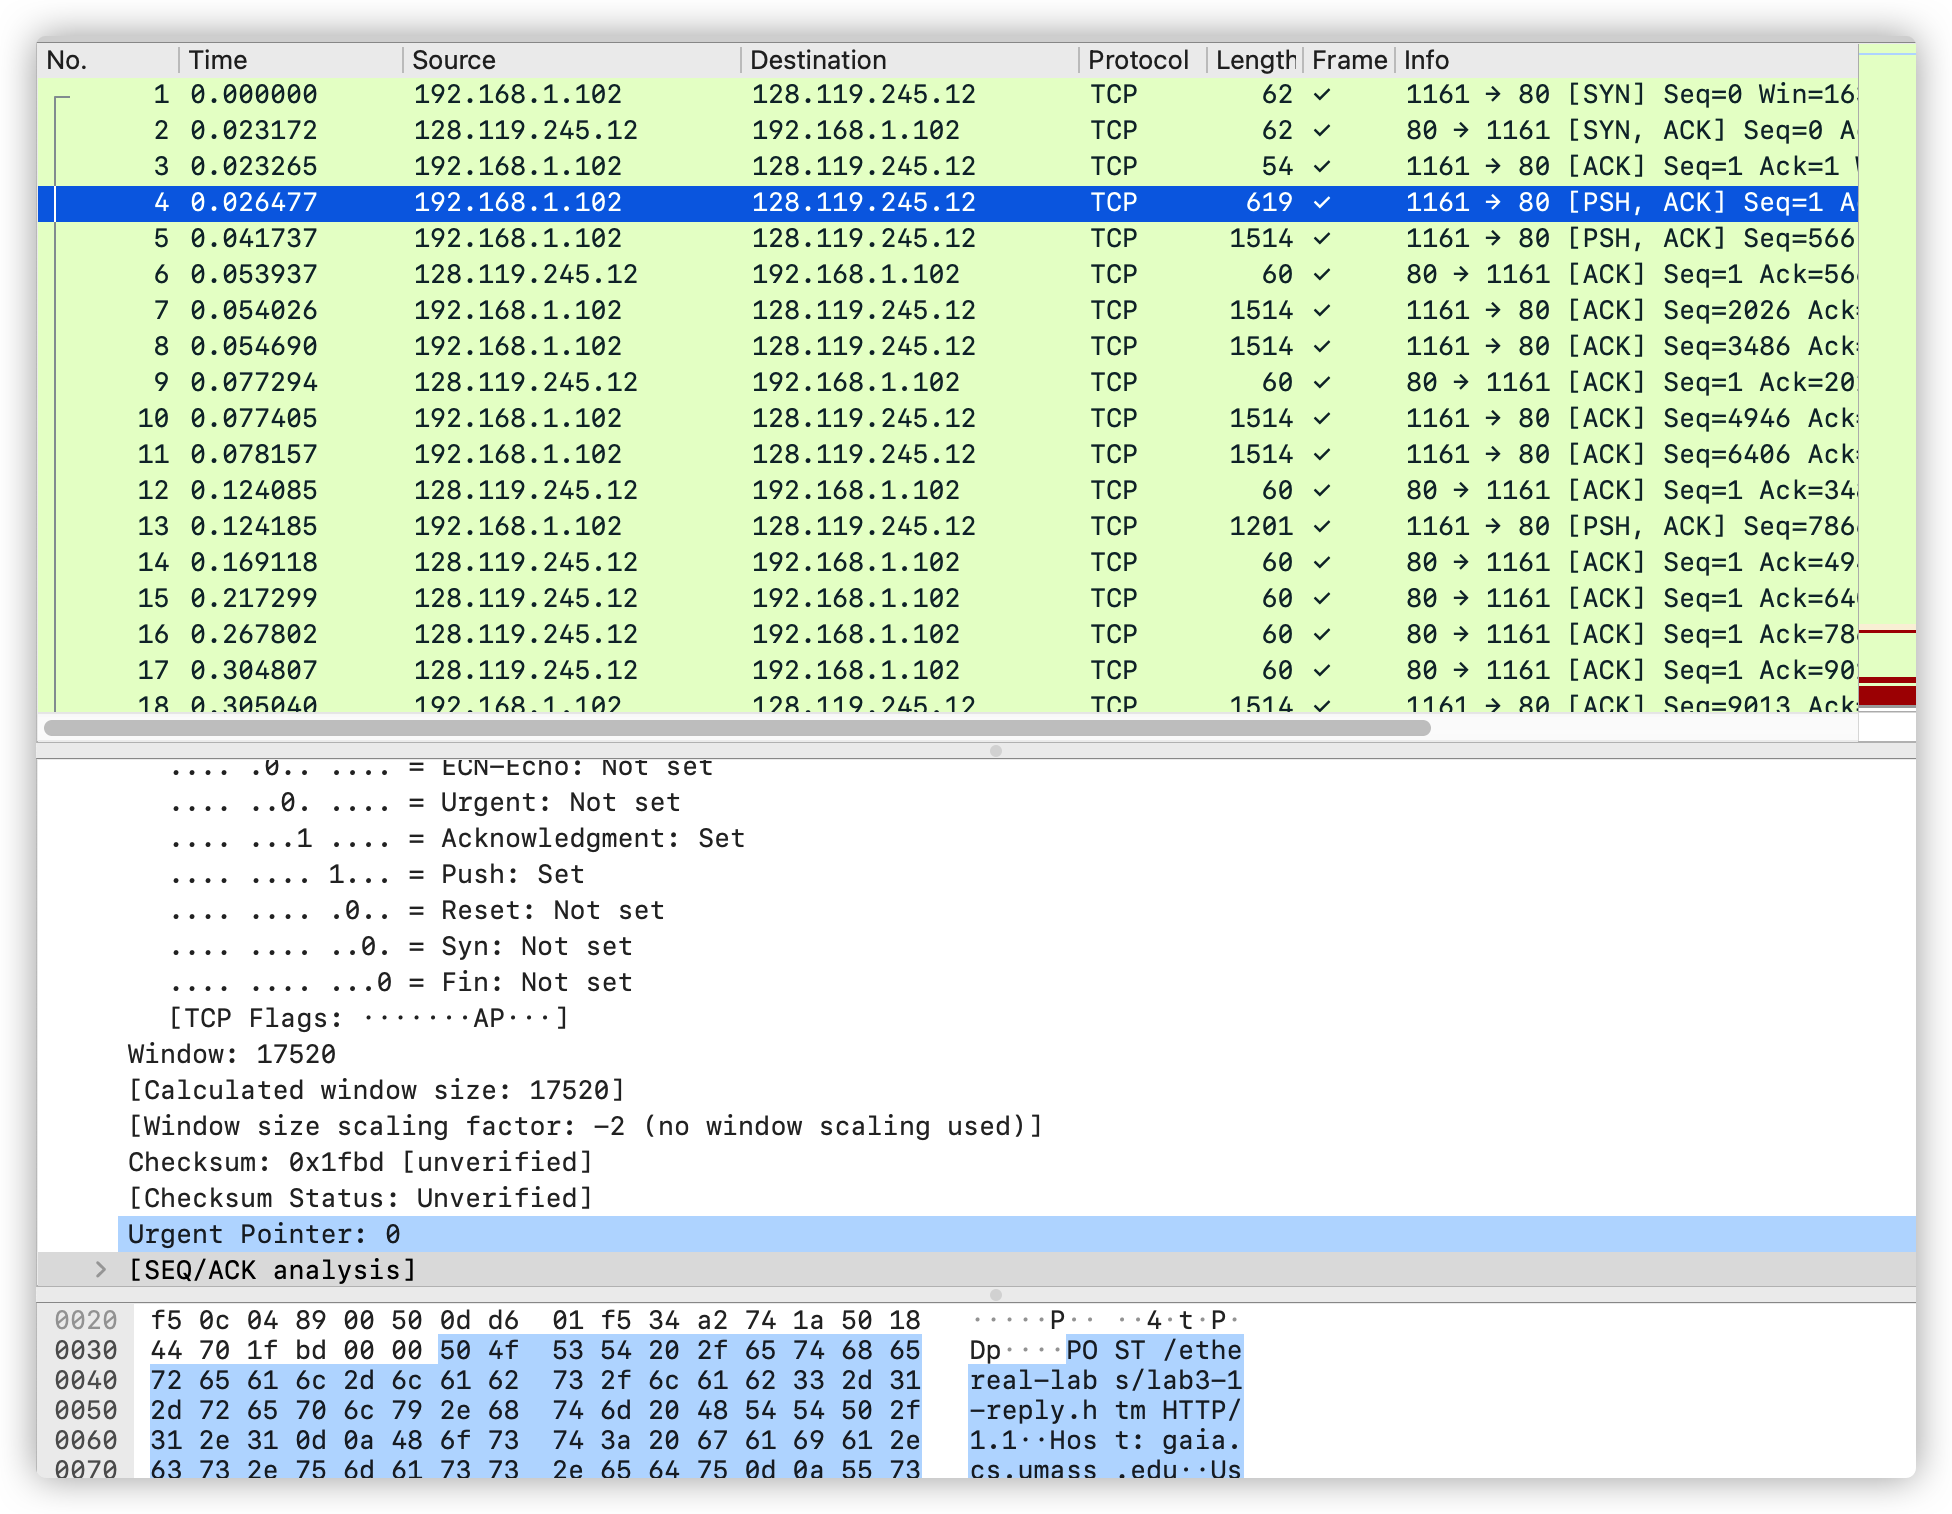 No. Time Source Destination Protocol Length Frame Info
1 0.000000 192.168.1.102 128.119.245.12 TCP 62 ✓ 1161 → 80 [SYN] Seq=0 Win=16
2 0.023172 128.119.245.12 192.168.1.102 TCP 62 ✓ 80 → 1161 [SYN, ACK] Seq=0 A
3 0.023265 192.168.1.102 128.119.245.12 TCP 54 ✓ 1161 → 80 [ACK] Seq=1 Ack=1
4 0.026477 192.168.1.102 128.119.245.12 TCP 619 ✓ 1161 → 80 [PSH, ACK] Seq=1 A
5 0.041737 192.168.1.102 128.119.245.12 TCP 1514 ✓ 1161 → 80 [PSH, ACK] Seq=566
6 0.053937 128.119.245.12 192.168.1.102 TCP 60 ✓ 80 → 1161 [ACK] Seq=1 Ack=56
7 0.054026 192.168.1.102 128.119.245.12 TCP 1514 ✓ 1161 → 80 [ACK] Seq=2026 Ack=
8 0.054690 192.168.1.102 128.119.245.12 TCP 1514 ✓ 1161 → 80 [ACK] Seq=3486 Ack=
9 0.077294 128.119.245.12 192.168.1.102 TCP 60 ✓ 80 → 1161 [ACK] Seq=1 Ack=20
10 0.077405 192.168.1.102 128.119.245.12 TCP 1514 ✓ 1161 → 80 [ACK] Seq=4946 Ack=
11 0.078157 192.168.1.102 128.119.245.12 TCP 1514 ✓ 1161 → 80 [ACK] Seq=6406 Ack=
12 0.124085 128.119.245.12 192.168.1.102 TCP 60 ✓ 80 → 1161 [ACK] Seq=1 Ack=34
13 0.124185 192.168.1.102 128.119.245.12 TCP 1201 ✓ 1161 → 80 [PSH, ACK] Seq=786
14 0.169118 128.119.245.12 192.168.1.102 TCP 60 ✓ 80 → 1161 [ACK] Seq=1 Ack=49
15 0.217299 128.119.245.12 192.168.1.102 TCP 60 ✓ 80 → 1161 [ACK] Seq=1 Ack=64
16 0.267802 128.119.245.12 192.168.1.102 TCP 60 ✓ 80 → 1161 [ACK] Seq=1 Ack=78
17 0.304807 128.119.245.12 192.168.1.102 TCP 60 ✓ 80 → 1161 [ACK] Seq=1 Ack=90
18 0.305040 192.168.1.102 128.119.245.12 TCP 1514 ✓ 1161 → 80 [ACK] Seq=9013 Ack=
.... .0.. .... = ECN-Echo: Not set
.... ..0. .... = Urgent: Not set
.... ...1 .... = Acknowledgment: Set
.... .... 1... = Push: Set
.... .... .0.. = Reset: Not set
.... .... ..0. = Syn: Not set
.... .... ...0 = Fin: Not set
[TCP Flags: ·······AP···]
Window: 17520
[Calculated window size: 17520]
[Window size scaling factor: -2 (no window scaling used)]
Checksum: 0x1fbd [unverified]
[Checksum Status: Unverified]
Urgent Pointer: 0
[SEQ/ACK analysis]
0020 f5 0c 04 89 00 50 0d d6 01 f5 34 a2 74 1a 50 18 ·····P·· ··4·t·P·
0030 44 70 1f bd 00 00 50 4f 53 54 20 2f 65 74 68 65 Dp····PO ST /ethe
0040 72 65 61 6c 2d 6c 61 62 73 2f 6c 61 62 33 2d 31 real-lab s/lab3-1
0050 2d 72 65 70 6c 79 2e 68 74 6d 20 48 54 54 50 2f -reply.h tm HTTP/
0060 31 2e 31 0d 0a 48 6f 73 74 3a 20 67 61 69 61 2e 1.1··Hos t: gaia.
0070 63 73 2e 75 6d 61 73 73 2e 65 64 75 0d 0a 55 73 cs.umass .edu··Us